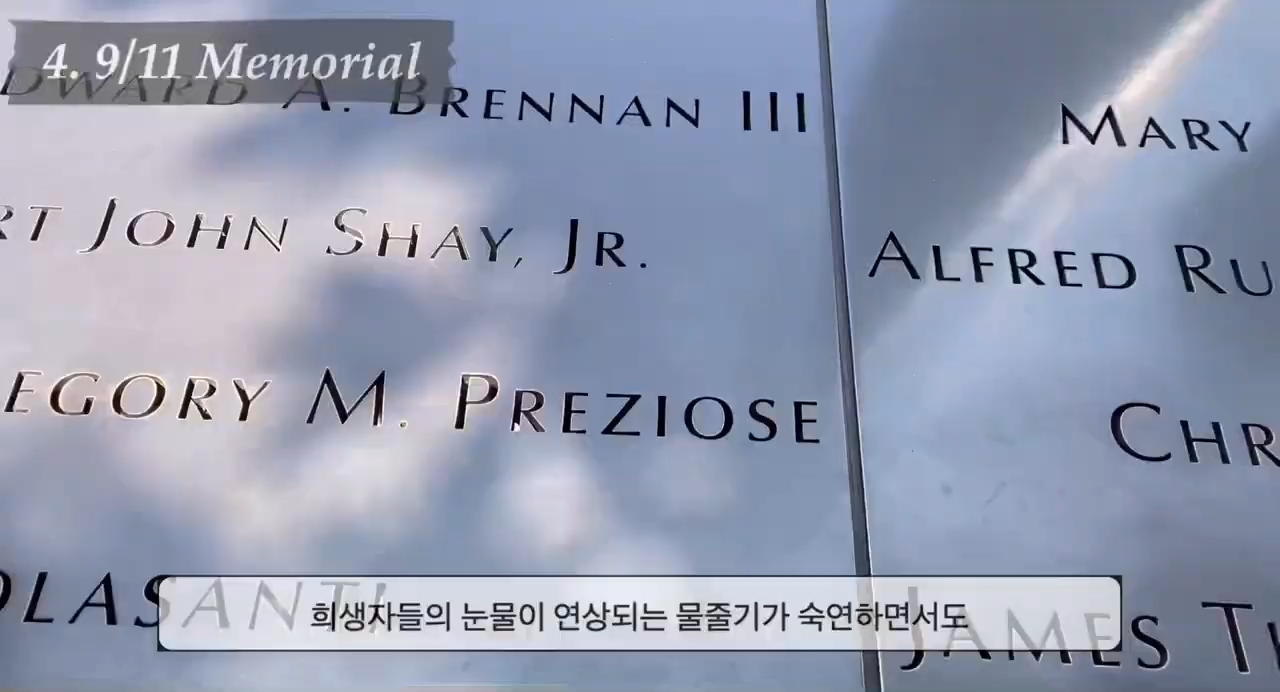 4. 9/11 Memorial
DWARD A. BRENNAN III
MARY
RT JOHN SHAY, JR.
ALFRED RU
EGORY M. PREZIOSE
CHR
OLASANTI
희생자들의 눈물이 연상되는 물줄기가 숙연하면서도
JAMES